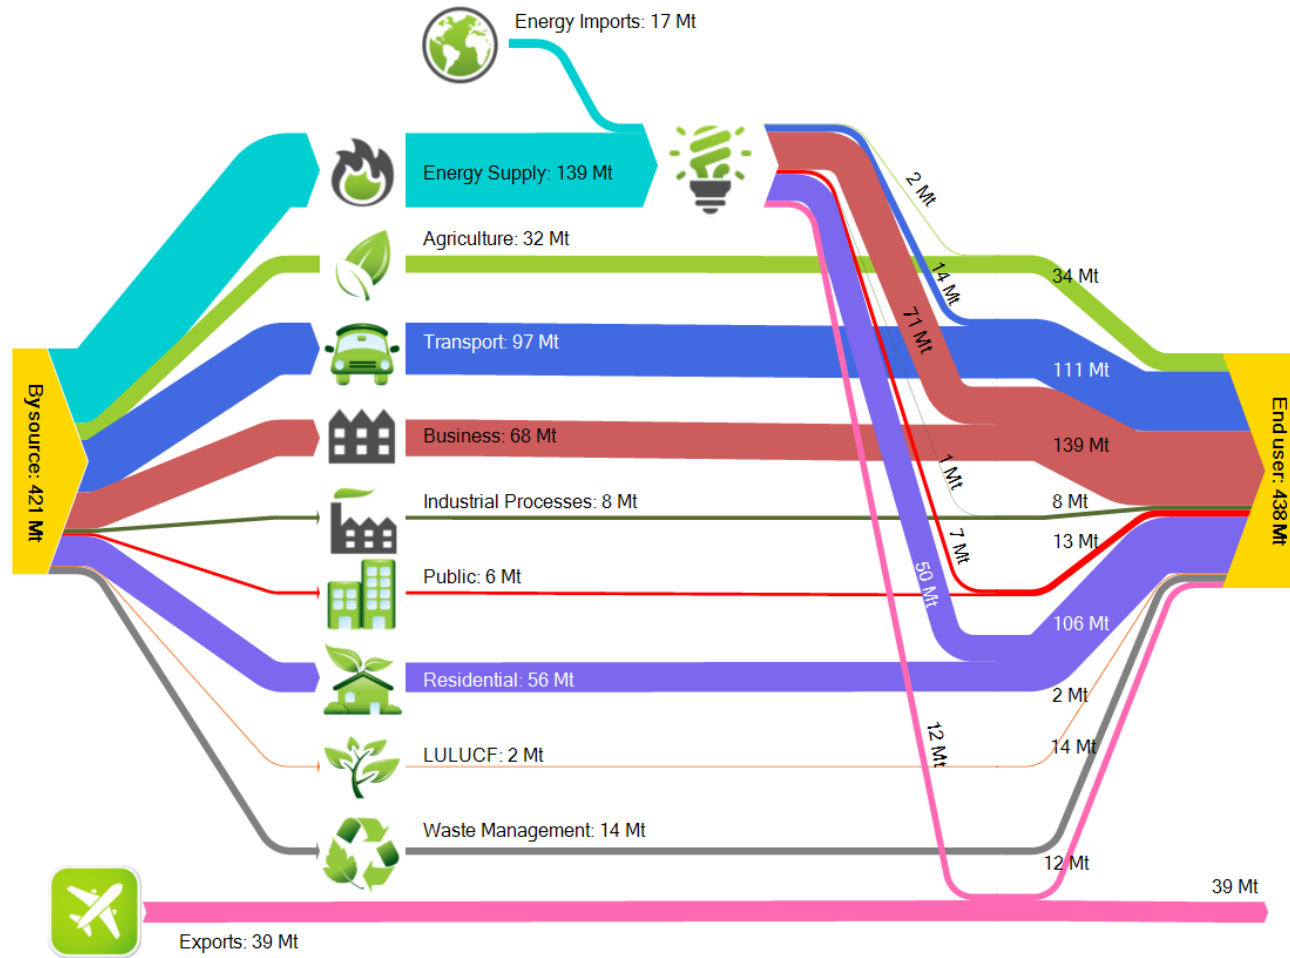 Energy Imports: 17 Mt
Energy Supply: 139 Mt
2 Mt
Agriculture: 32 Mt
34 Mt
14 Mt
71 Mt
Transport: 97 Mt
111 Mt
By source: 421 Mt
End user: 438 Mt
Business: 68 Mt
139 Mt
1 Mt
Industrial Processes: 8 Mt
8 Mt
7 Mt
13 Mt
Public: 6 Mt
50 Mt
106 Mt
Residential: 56 Mt
2 Mt
12 Mt
14 Mt
LULUCF: 2 Mt
Waste Management: 14 Mt
12 Mt
39 Mt
Exports: 39 Mt